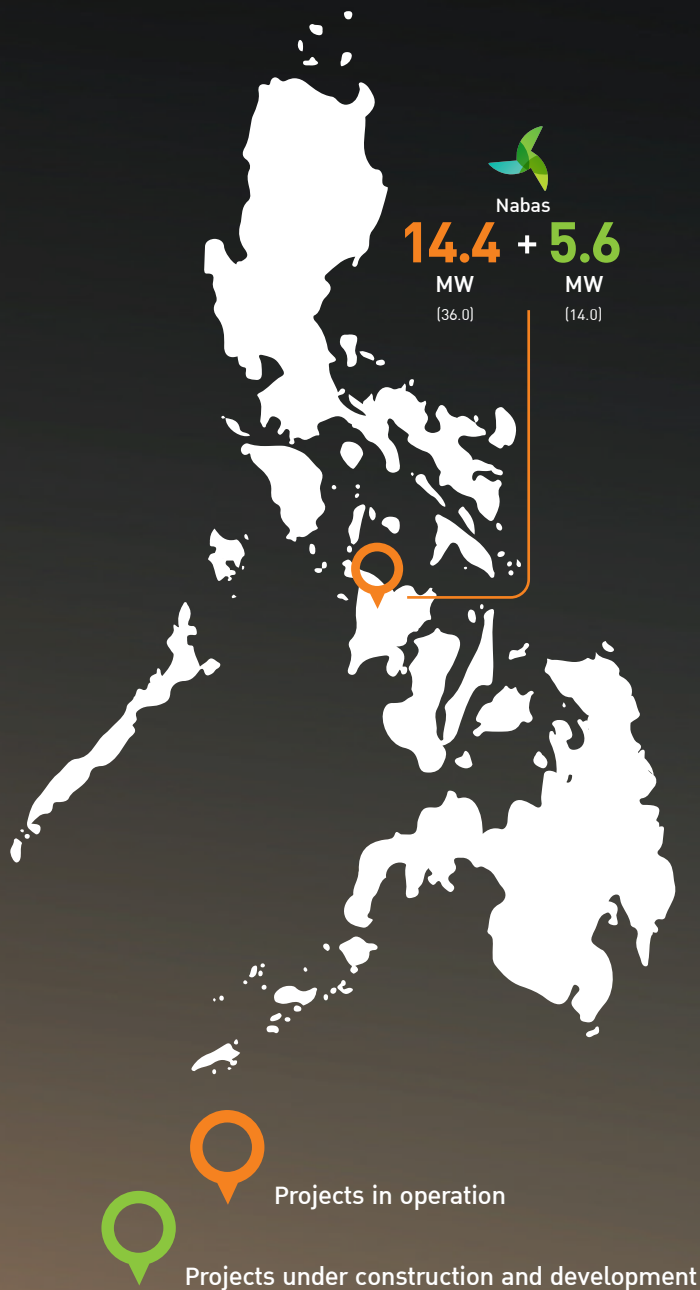 Nabas
14.4 + 5.6
MW MW
(36.0) (14.0)
Projects in operation
Projects under construction and development